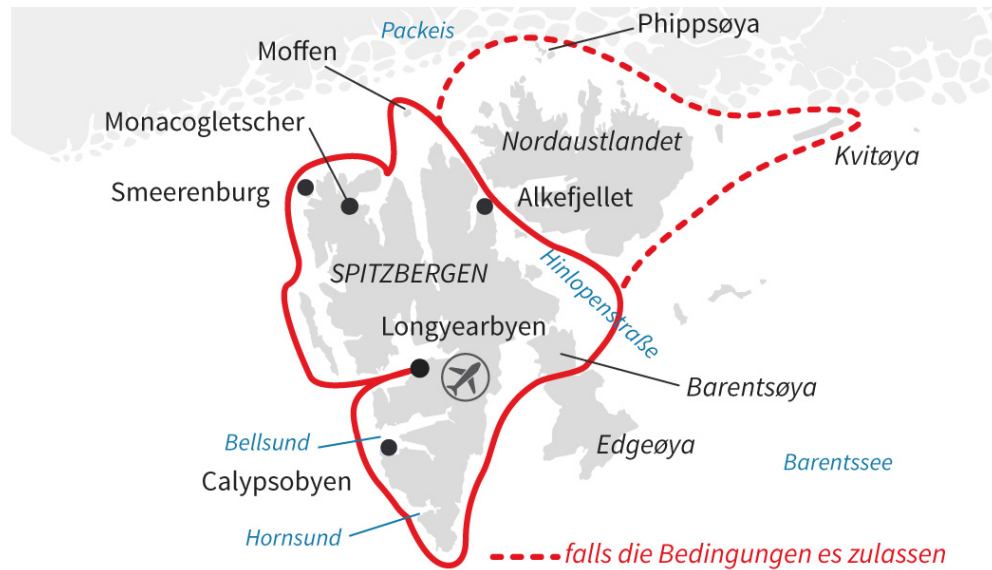 Packeis
Phippsøya
Moffen
Monacogletscher
Nordaustlandet
Kvitøya
Smeerenburg
Alkefjellet
SPITZBERGEN
Hinlopenstraße
Longyearbyen
Barentsøya
Bellsund
Edgeøya
Barentssee
Calypsobyen
Hornsund
falls die Bedingungen es zulassen